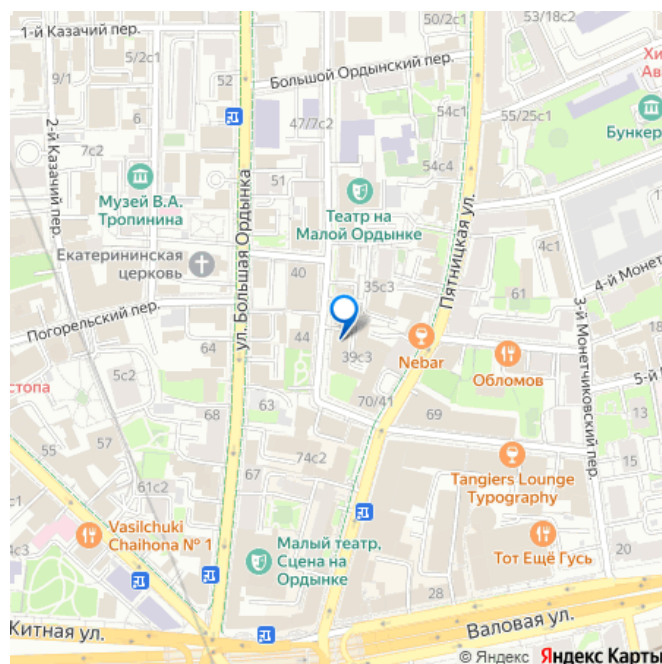 50/2с1
53/18с2
1-й Казачий пер.
5/2с1
Большой Ордынский пер.
9/1
52
54с1
55/25с1
Хи
Ав
Бункер
6
47/7с2
2-й Казачий пер.
7с2
54с4
51
Музей В.А.
Тропинина
Театр на
Малой Ордынке
ул. Большая Ордынка
Пятницкая ул.
Екатерининская
церковь
40
4с1
4-й Монет
35с3
61
Погорельский пер.
44
64
39с3
Nebar
Обломов
3-й Монетчиковский пер.
5-й
стопа
5с2
68
63
70/41
69
55
57
67
74с2
15
61с2
Tangiers Lounge
Typography
с1
Vasilchuki
Chaihona № 1
4с3
Малый театр,
Сцена на
Ордынке
Тот Ещё Гусь
20
28
Житная ул.
Валовая ул.
© Яндекс Яндекс Карты